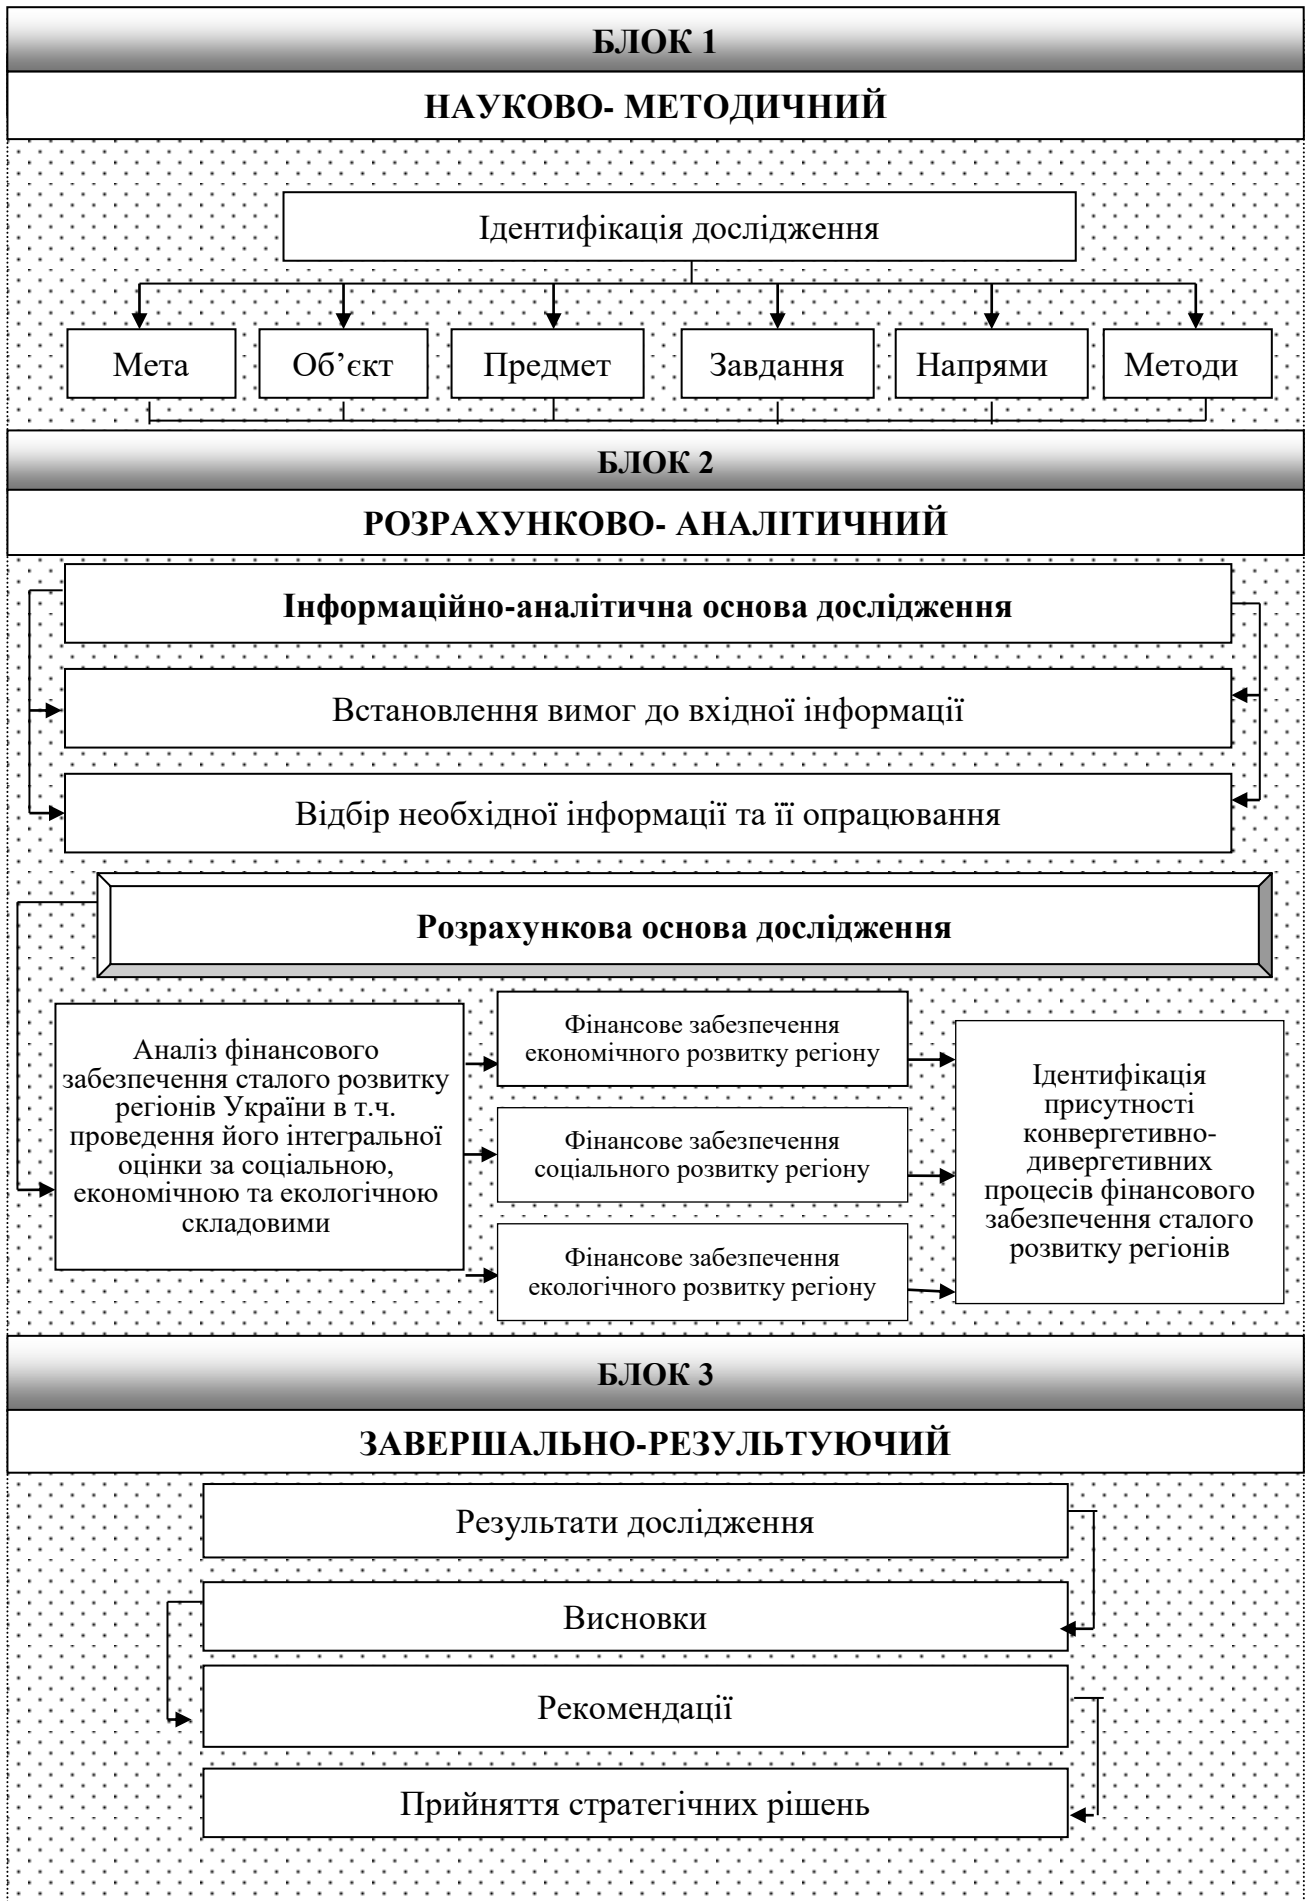 БЛОК 1
НАУКОВО- МЕТОДИЧНИЙ
Ідентифікація дослідження
Мета
Об’єкт
Предмет
Завдання
Напрями
Методи
БЛОК 2
РОЗРАХУНКОВО- АНАЛІТИЧНИЙ
Інформаційно-аналітична основа дослідження
Встановлення вимог до вхідної інформації
Відбір необхідної інформації та її опрацювання
Розрахункова основа дослідження
Аналіз фінансового
забезпечення сталого розвитку
регіонів України в т.ч.
проведення його інтегральної
оцінки за соціальною,
економічною та екологічною
складовими
Фінансове забезпечення
економічного розвитку регіону
Фінансове забезпечення
соціального розвитку регіону
Фінансове забезпечення
екологічного розвитку регіону
Ідентифікація
присутності
конвергетивно-
дивергетивних
процесів фінансового
забезпечення сталого
розвитку регіонів
БЛОК 3
ЗАВЕРШАЛЬНО-РЕЗУЛЬТУЮЧИЙ
Результати дослідження
Висновки
Рекомендації
Прийняття стратегічних рішень